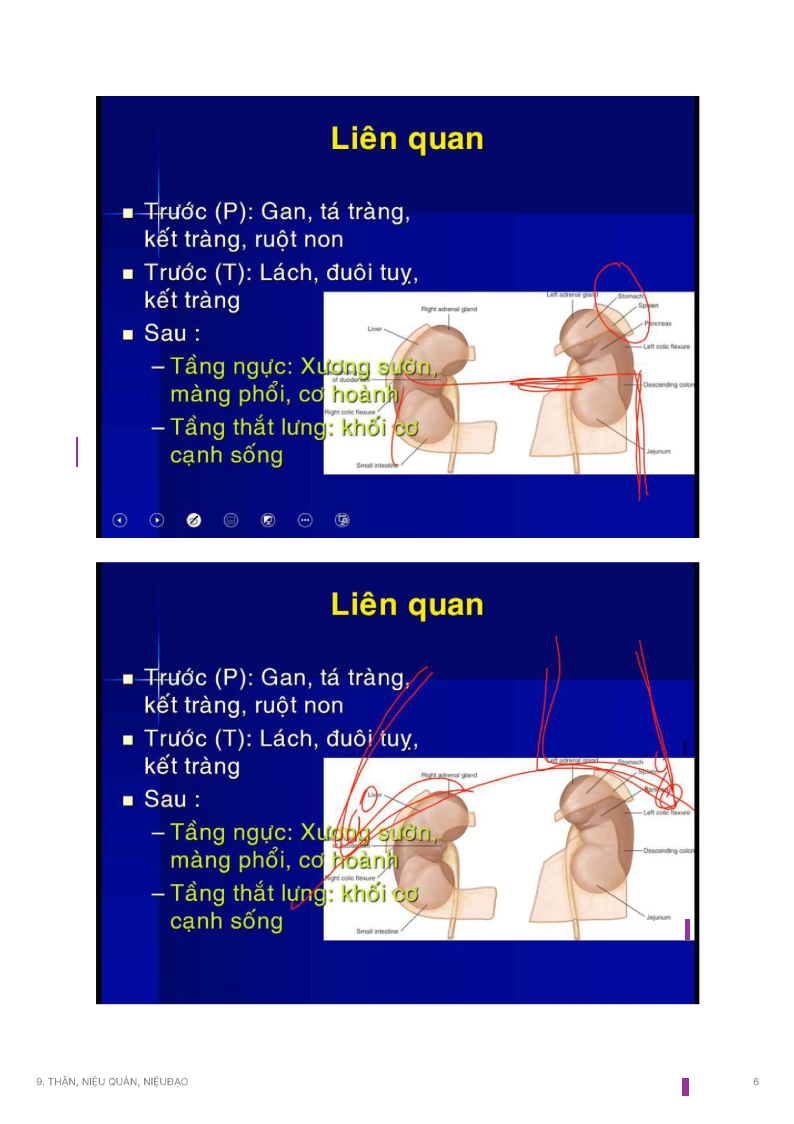 Liên quan
Trước (P): Gan, tá tràng,
kết tràng, ruột non
Trước (T): Lách, đuôi tuỵ,
kết tràng
Sau :
– Tầng ngực: Xương sườn,
màng phổi, cơ hoành
– Tầng thắt lưng: khối cơ
cạnh sống
Right adrenal gland
Liver
of duodenum
Right colic flexure
Small intestine
Left adrenal gland
Stomach
Spleen
Pancreas
Left colic flexure
Descending colon
Jejunum
Liên quan
Trước (P): Gan, tá tràng,
kết tràng, ruột non
Trước (T): Lách, đuôi tuỵ,
kết tràng
Sau :
– Tầng ngực: Xương sườn,
màng phổi, cơ hoành
– Tầng thắt lưng: khối cơ
cạnh sống
Right adrenal gland
Liver
of duodenum
Right colic flexure
Small intestine
Left adrenal gland
Stomach
Spleen
Pancreas
Left colic flexure
Descending colon
Jejunum
9. THẬN, NIỆU QUẢN, NIỆUĐẠO
6